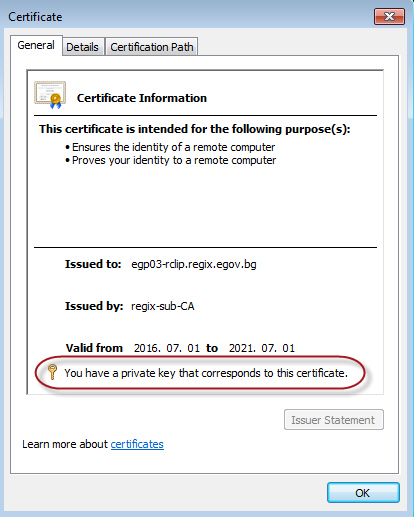 Certificate
General
Details
Certification Path
Certificate Information
This certificate is intended for the following purpose(s):
• Ensures the identity of a remote computer
• Proves your identity to a remote computer
Issued to: egp03-rclip.regix.egov.bg
Issued by: regix-sub-CA
Valid from 2016. 07. 01 to 2021. 07. 01
You have a private key that corresponds to this certificate.
Issuer Statement
Learn more about certificates
OK